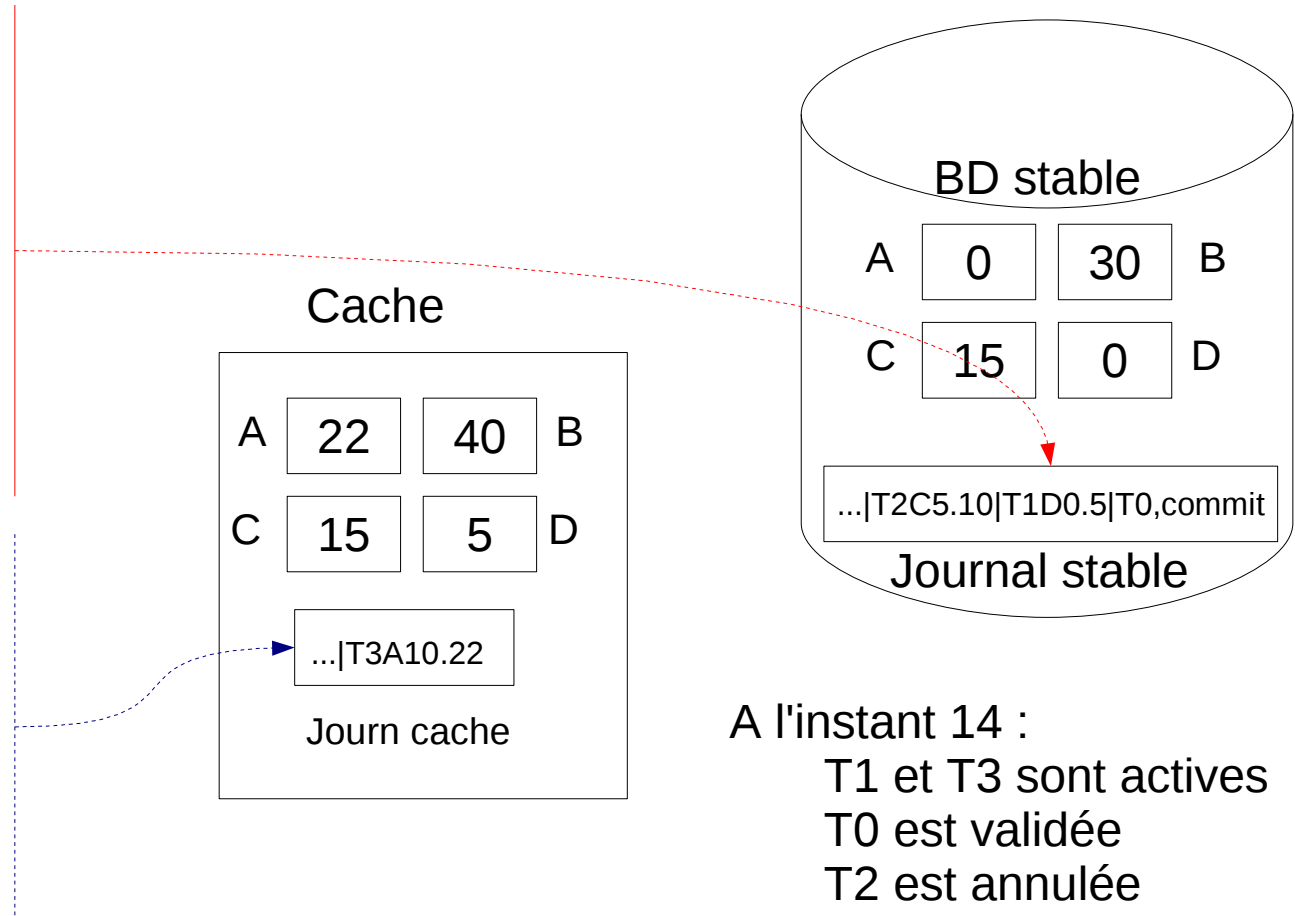 BD stable
A 0 30 B
C 15 0 D
...|T2C5.10|T1D0.5|T0,commit
Journal stable
Cache
A 22 40 B
C 15 5 D
...|T3A10.22
Journ cache
A l'instant 14 :
T1 et T3 sont actives
T0 est validée
T2 est annulée